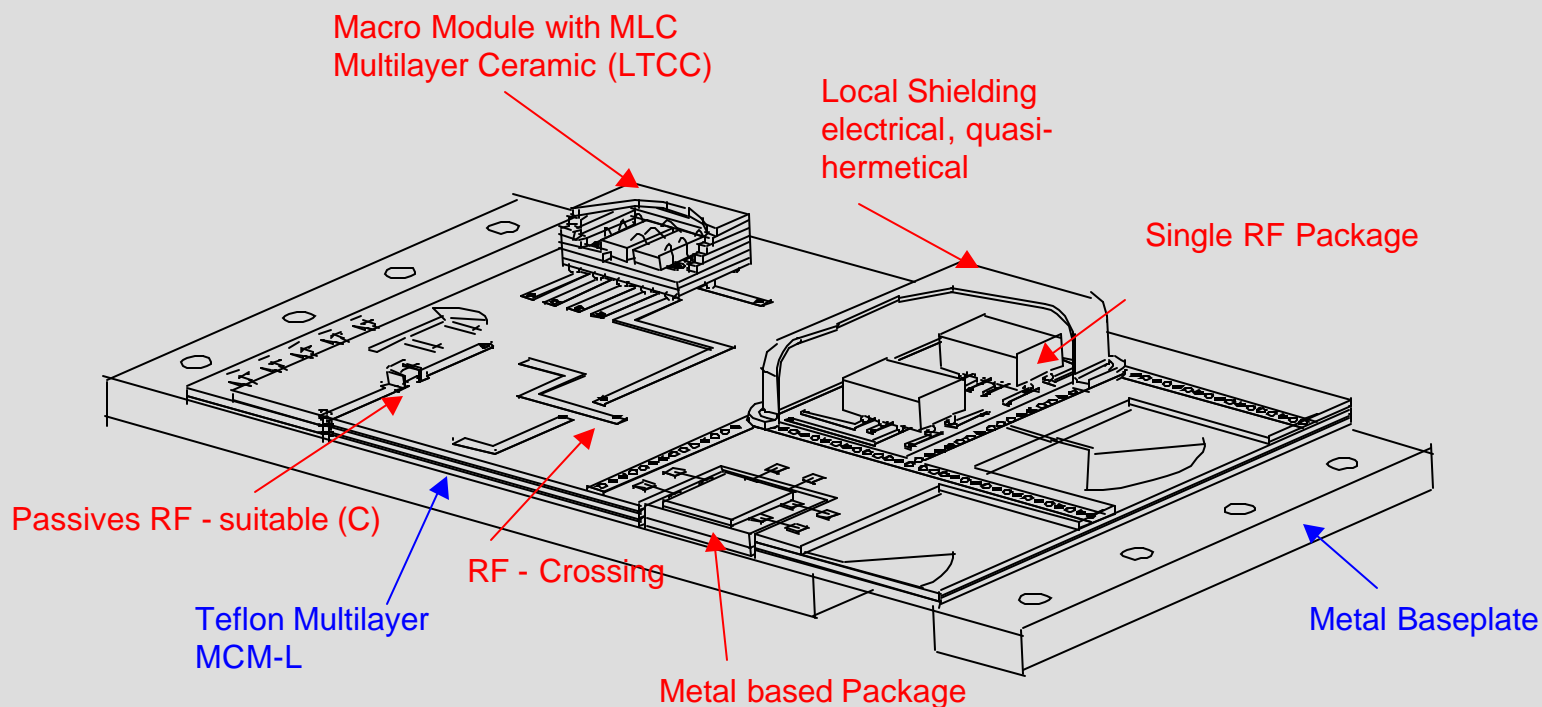 Macro Module with MLC
Multilayer Ceramic (LTCC)
Local Shielding
electrical, quasi-
hermetical
Single RF Package
Passives RF - suitable (C)
RF - Crossing
Teflon Multilayer
MCM-L
Metal Baseplate
Metal based Package